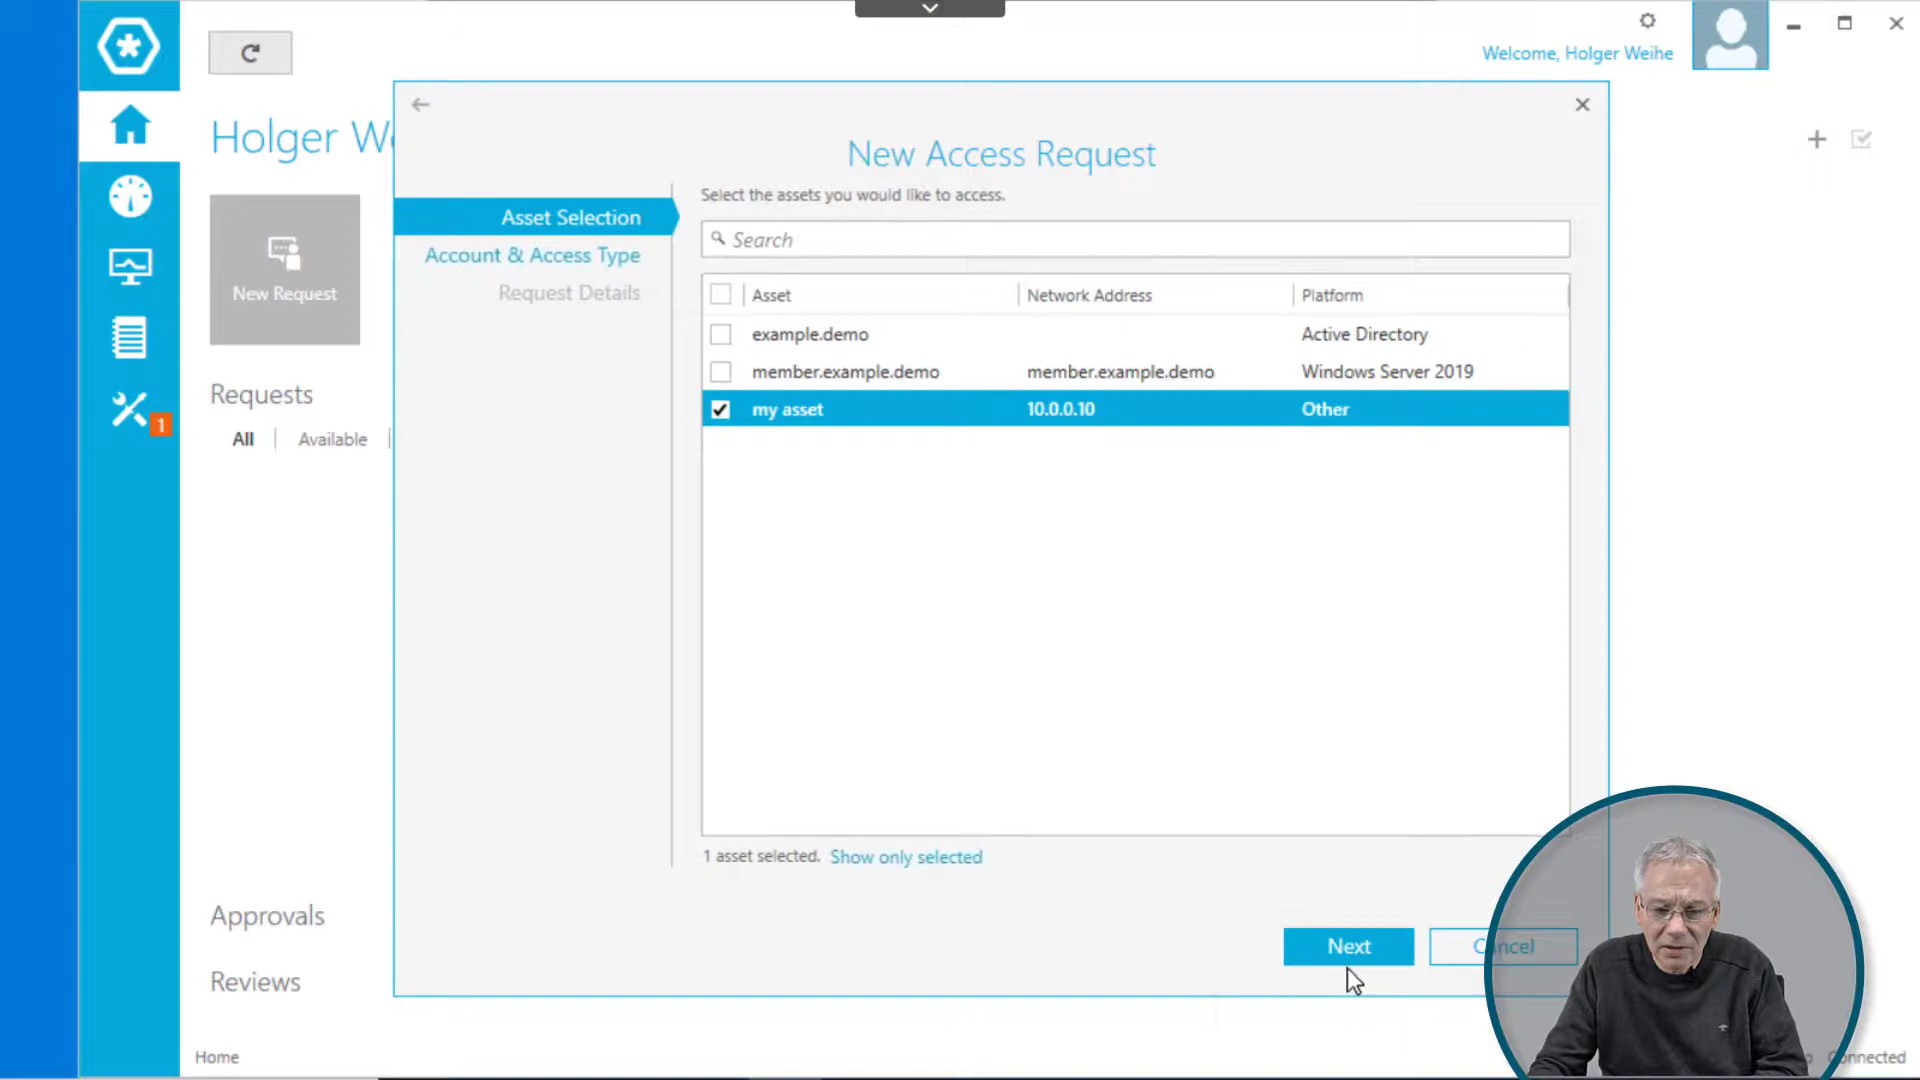 Welcome, Holger Weihe
Holger We
New Request
Requests
All
Available
Approvals
Reviews
Home
New Access Request
Asset Selection
Account & Access Type
Request Details
Select the assets you would like to access.
Search
Asset Network Address Platform
example.demo Active Directory
member.example.demo member.example.demo Windows Server 2019
my asset 10.0.0.10 Other
1 asset selected. Show only selected
Next
Cancel
1
Connected